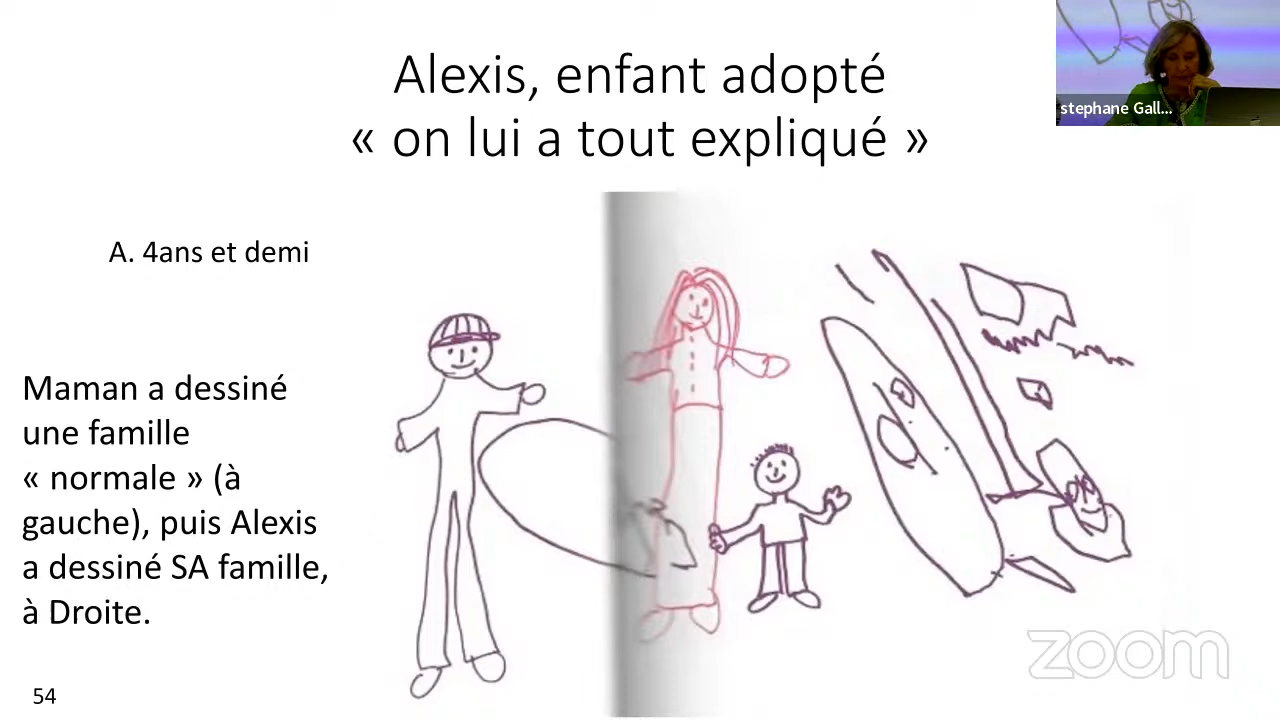 Alexis, enfant adopté
« on lui a tout expliqué »
stephane Gall...
A. 4ans et demi
Maman a dessiné
une famille
« normale » (à
gauche), puis Alexis
a dessiné SA famille,
à Droite.
zoom
54